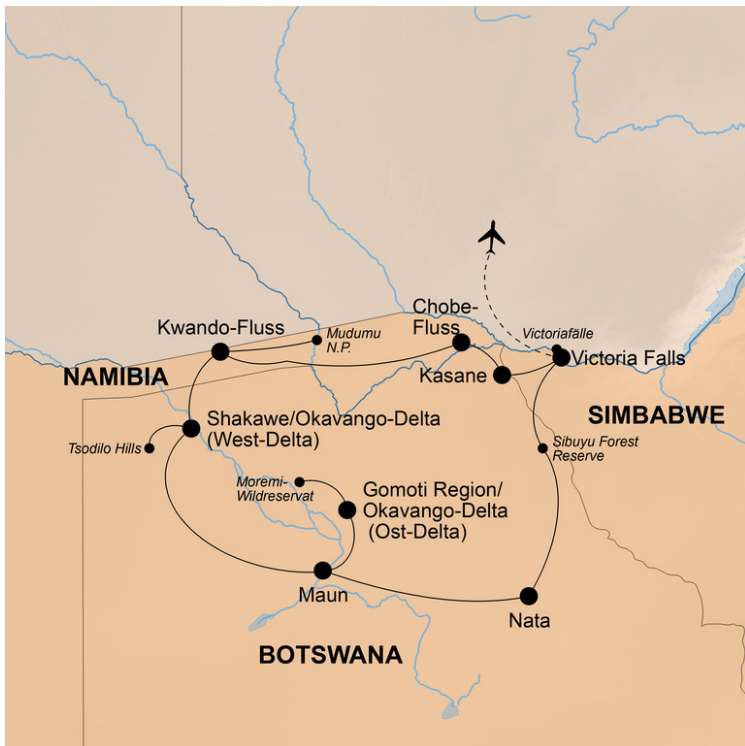 Chobe-
Fluss
Kwando-Fluss
Mudumu
N.P.
Victoriafälle
Victoria Falls
NAMIBIA
Kasane
SIMBABWE
Shakawe/Okavango-Delta
(West-Delta)
Tsodilo Hills
Sibuyu Forest
Reserve
Moremi-
Wildreservat
Gomoti Region/
Okavango-Delta
(Ost-Delta)
Maun
Nata
BOTSWANA